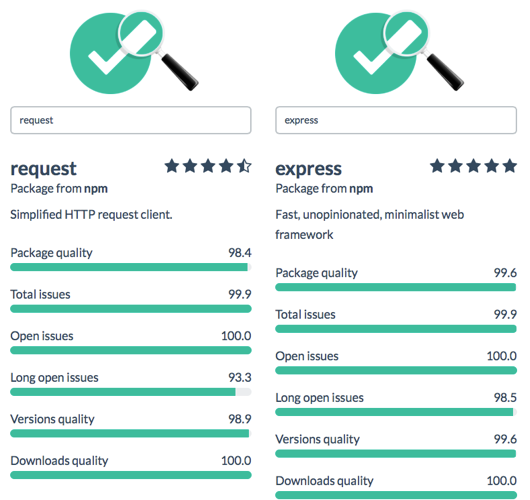 request
request
Package from npm
Simplified HTTP request client.
Package quality 98.4
Total issues 99.9
Open issues 100.0
Long open issues 93.3
Versions quality 98.9
Downloads quality 100.0
express
express
Package from npm
Fast, unopinionated, minimalist web
framework
Package quality 99.6
Total issues 99.9
Open issues 100.0
Long open issues 98.5
Versions quality 99.6
Downloads quality 100.0